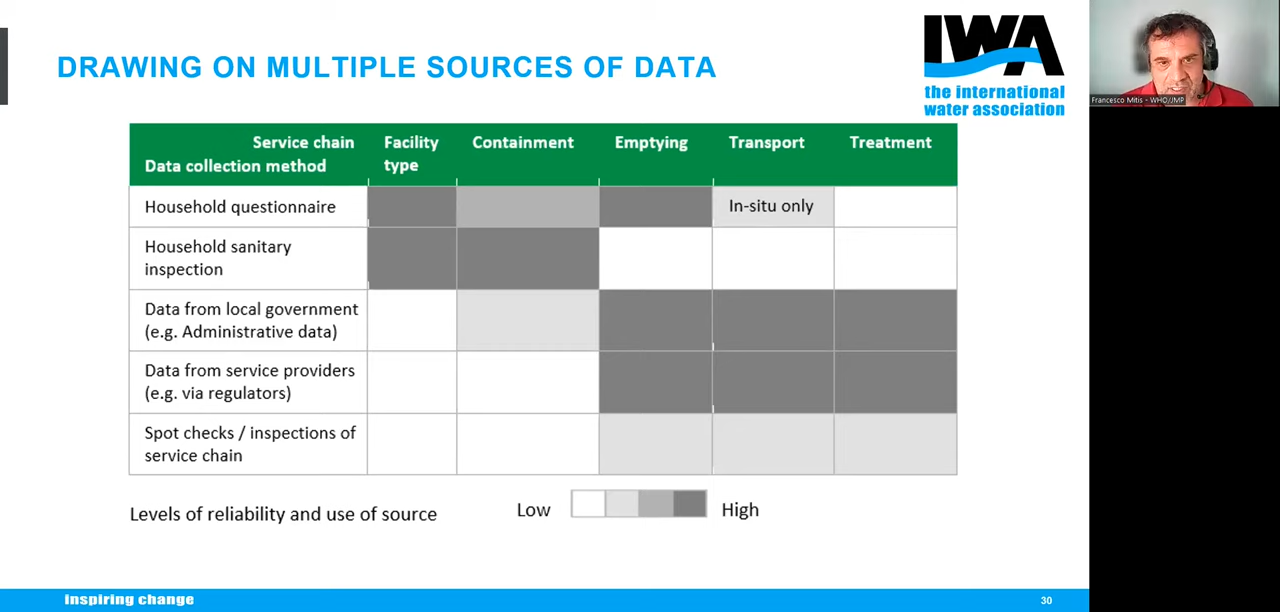 DRAWING ON MULTIPLE SOURCES OF DATA
IWA
the international
water association
Francesco Mitis - WHO/JMP
Service chain
Data collection method
Facility
type
Containment
Emptying
Transport
Treatment
Household questionnaire
In-situ only
Household sanitary
inspection
Data from local government
(e.g. Administrative data)
Data from service providers
(e.g. via regulators)
Spot checks / inspections of
service chain
Levels of reliability and use of source
Low
High
inspiring change
30